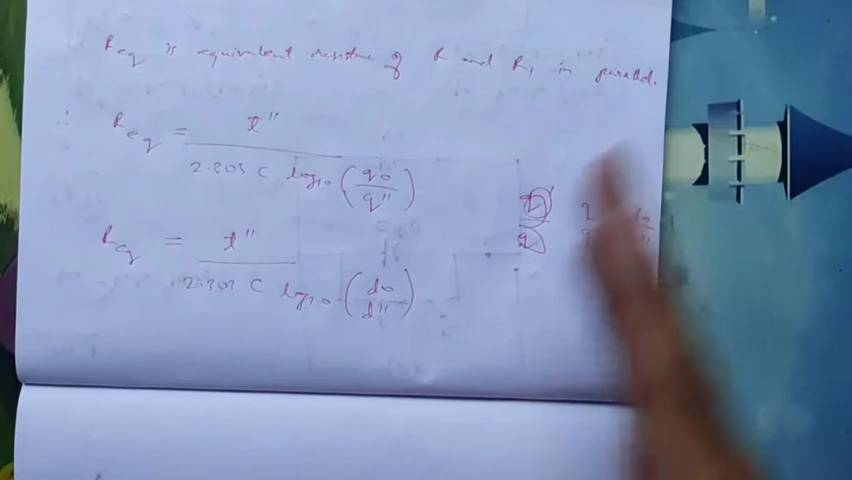 Req is equivalent resistance of R and R1 in parallel.
∴ Req = t" / 2.303 C log10 (q0 / q")
Req = t" / 2.303 C log10 (d0 / d")